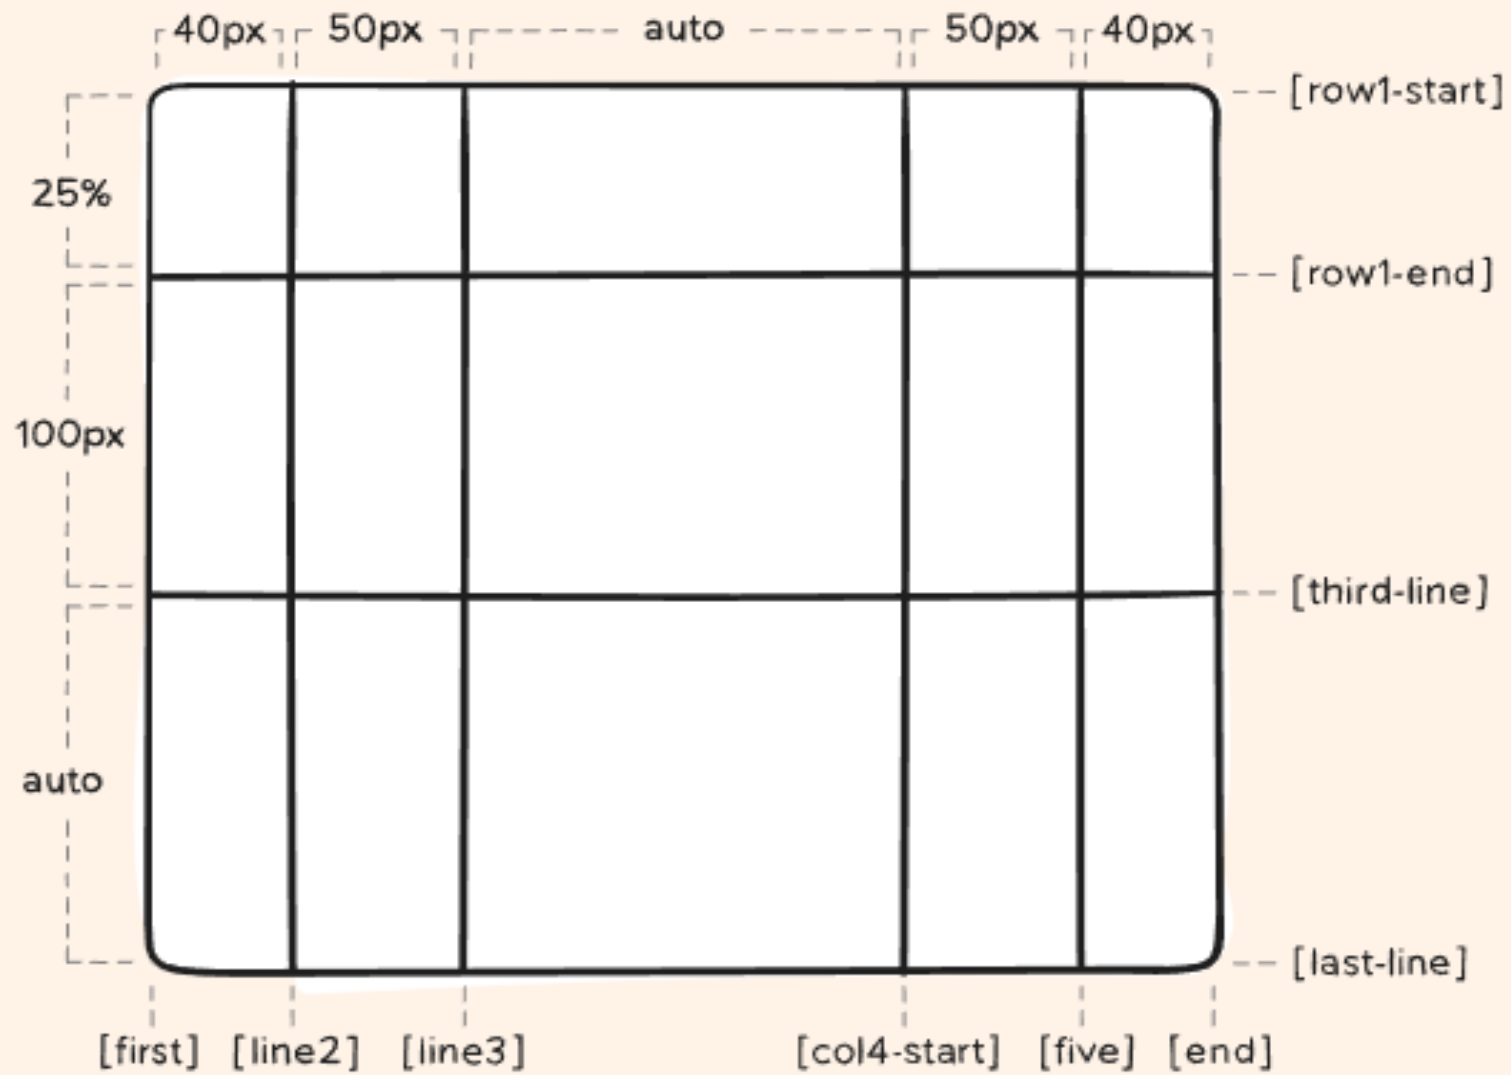 40px 50px auto 50px 40px
[row1-start]
25%
[row1-end]
100px
[third-line]
auto
[last-line]
[first] [line2] [line3] [col4-start] [five] [end]